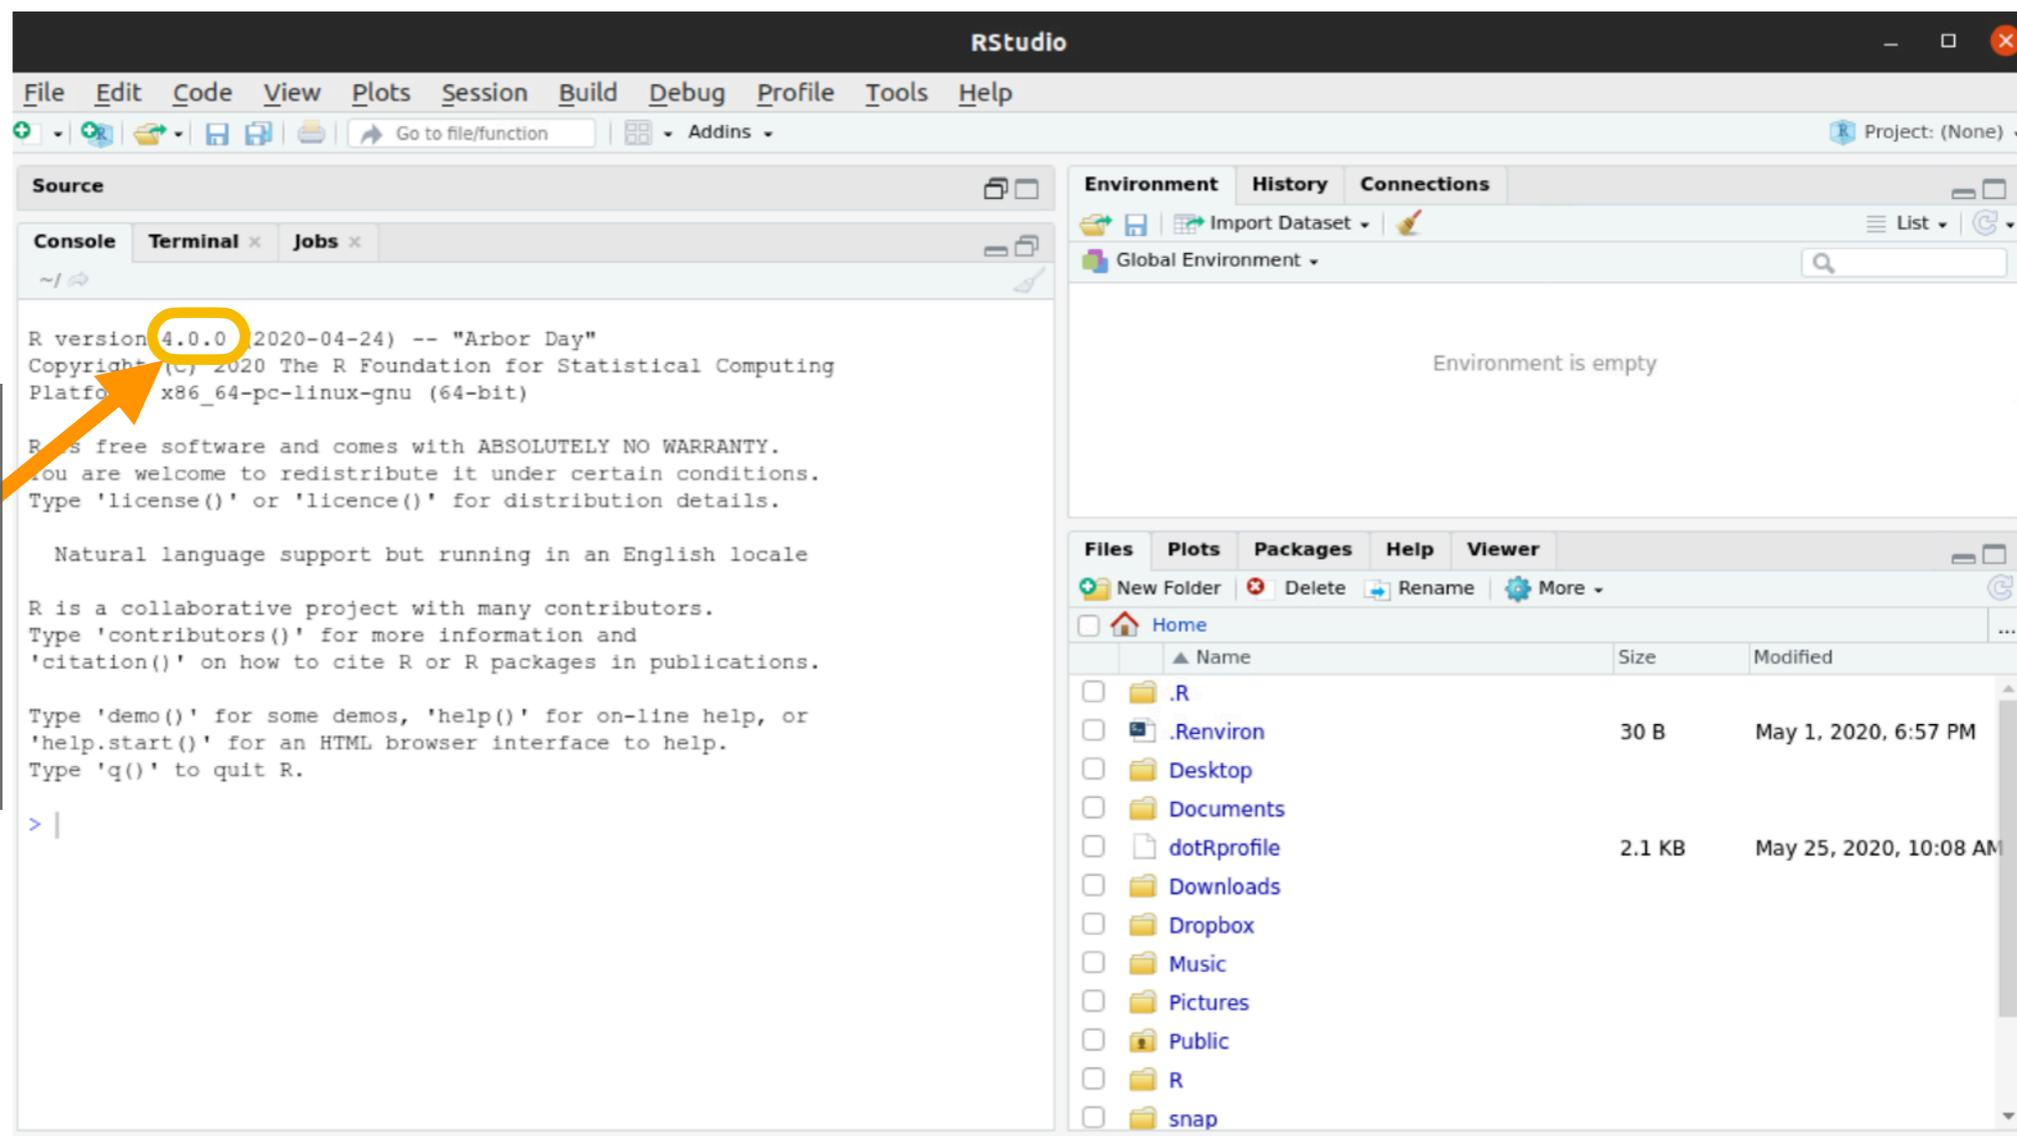 RStudio
File Edit Code View Plots Session Build Debug Profile Tools Help
Go to file/function Addins Project: (None)
Source
Console Terminal Jobs
~/
R version 4.0.0 (2020-04-24) -- "Arbor Day"
Copyright (C) 2020 The R Foundation for Statistical Computing
Platfo x86_64-pc-linux-gnu (64-bit)
R is free software and comes with ABSOLUTELY NO WARRANTY.
You are welcome to redistribute it under certain conditions.
Type 'license()' or 'licence()' for distribution details.
Natural language support but running in an English locale
R is a collaborative project with many contributors.
Type 'contributors()' for more information and
'citation()' on how to cite R or R packages in publications.
Type 'demo()' for some demos, 'help()' for on-line help, or
'help.start()' for an HTML browser interface to help.
Type 'q()' to quit R.
>
Environment History Connections
Import Dataset List
Global Environment
Environment is empty
Files Plots Packages Help Viewer
New Folder Delete Rename More
Home ...
Name Size Modified
.R
.Renviron 30 B May 1, 2020, 6:57 PM
Desktop
Documents
dotRprofile 2.1 KB May 25, 2020, 10:08 AM
Downloads
Dropbox
Music
Pictures
Public
R
snap